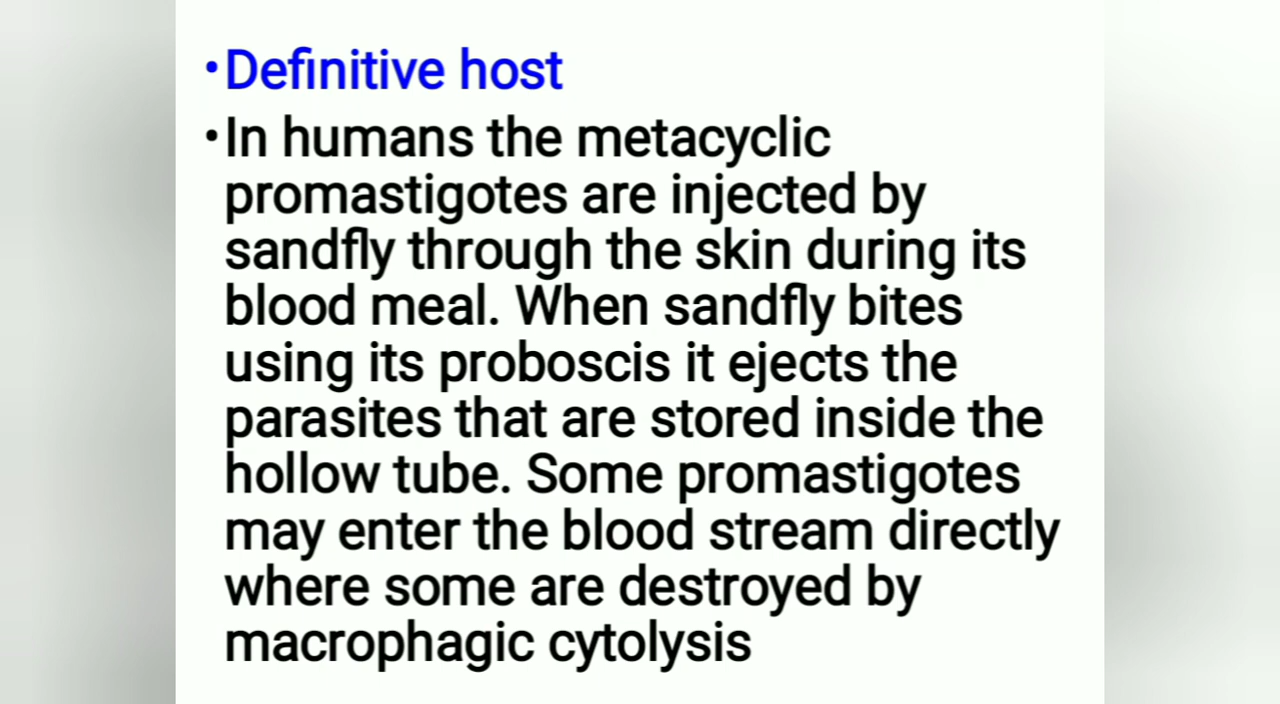 •Definitive host
•In humans the metacyclic
promastigotes are injected by
sandfly through the skin during its
blood meal. When sandfly bites
using its proboscis it ejects the
parasites that are stored inside the
hollow tube. Some promastigotes
may enter the blood stream directly
where some are destroyed by
macrophagic cytolysis